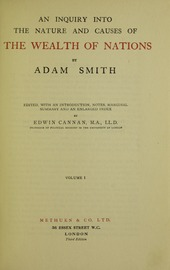 AN INQUIRY INTO
THE NATURE AND CAUSES OF
THE WEALTH OF NATIONS
BY
ADAM SMITH
EDITED, WITH AN INTRODUCTION, NOTES, MARGINAL
SUMMARY AND AN ENLARGED INDEX
BY
EDWIN CANNAN, M.A., LL.D.
PROFESSOR OF POLITICAL ECONOMY IN THE UNIVERSITY OF LONDON
VOLUME I
METHUEN & CO. LTD.
36 ESSEX STREET W.C.
LONDON
Third Edition